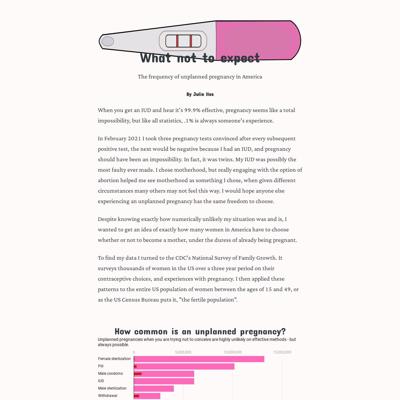 What not to expect
The frequency of unplanned pregnancy in America
By Julie Hos
When you get an IUD and hear it's 99.9% effective, pregnancy seems like a total
impossibility, but like all statistics, .1% is always someone's experience.
In February 2021 I took three pregnancy tests convinced after every subsequent
positive test, the next would be negative because I had an IUD, and pregnancy
should have been an impossibility. In fact, it was twins. My IUD was possibly the
most faulty ever made. I chose motherhood, but really engaging with the option of
abortion helped me see motherhood as something I chose, when given different
circumstances many others may not feel this way. I would hope anyone else
experiencing an unplanned pregnancy has the same freedom to choose.
Despite knowing exactly how numerically unlikely my situation was and is, I
wanted to get an idea of exactly how many women in America have to choose
whether or not to become a mother, under the duress of already being pregnant.
To find my data I turned to the CDC's National Survey of Family Growth. It
surveys thousands of women in the US over a three year period on their
contraceptive choices, and experiences with pregnancy. I then applied these
patterns to the entire US population of women between the ages of 15 and 49, or
as the US Census Bureau puts it, "the fertile population".
How common is an unplanned pregnancy?
Unplanned pregnancies when you are trying not to conceive are highly unlikely on effective methods - but
always possible.
0 5,000,000 10,000,000 15,000,000
Female sterilization
Pill
Male condoms
IUD
Male sterilization
Withdrawal